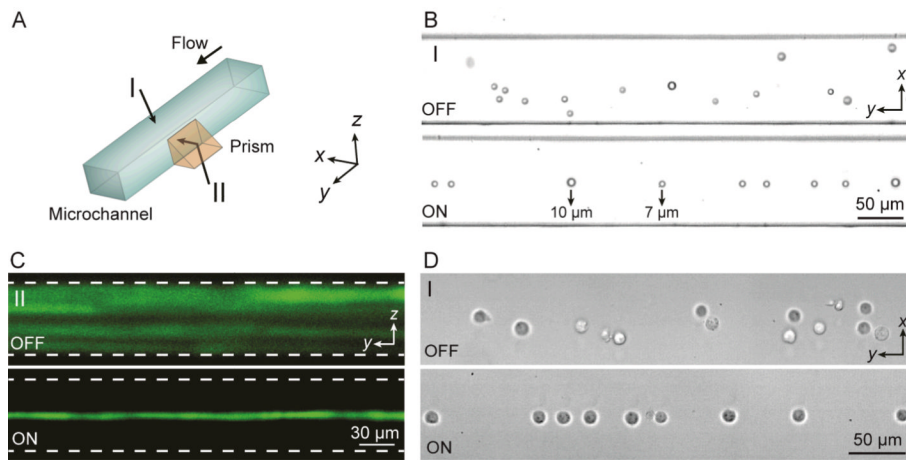 A
Flow
I
z
x
Prism
y
II
Microchannel
B
I
x
y
OFF
ON
10 µm
7 µm
50 µm
C
II
z
y
OFF
ON
30 µm
D
I
x
y
OFF
ON
50 µm